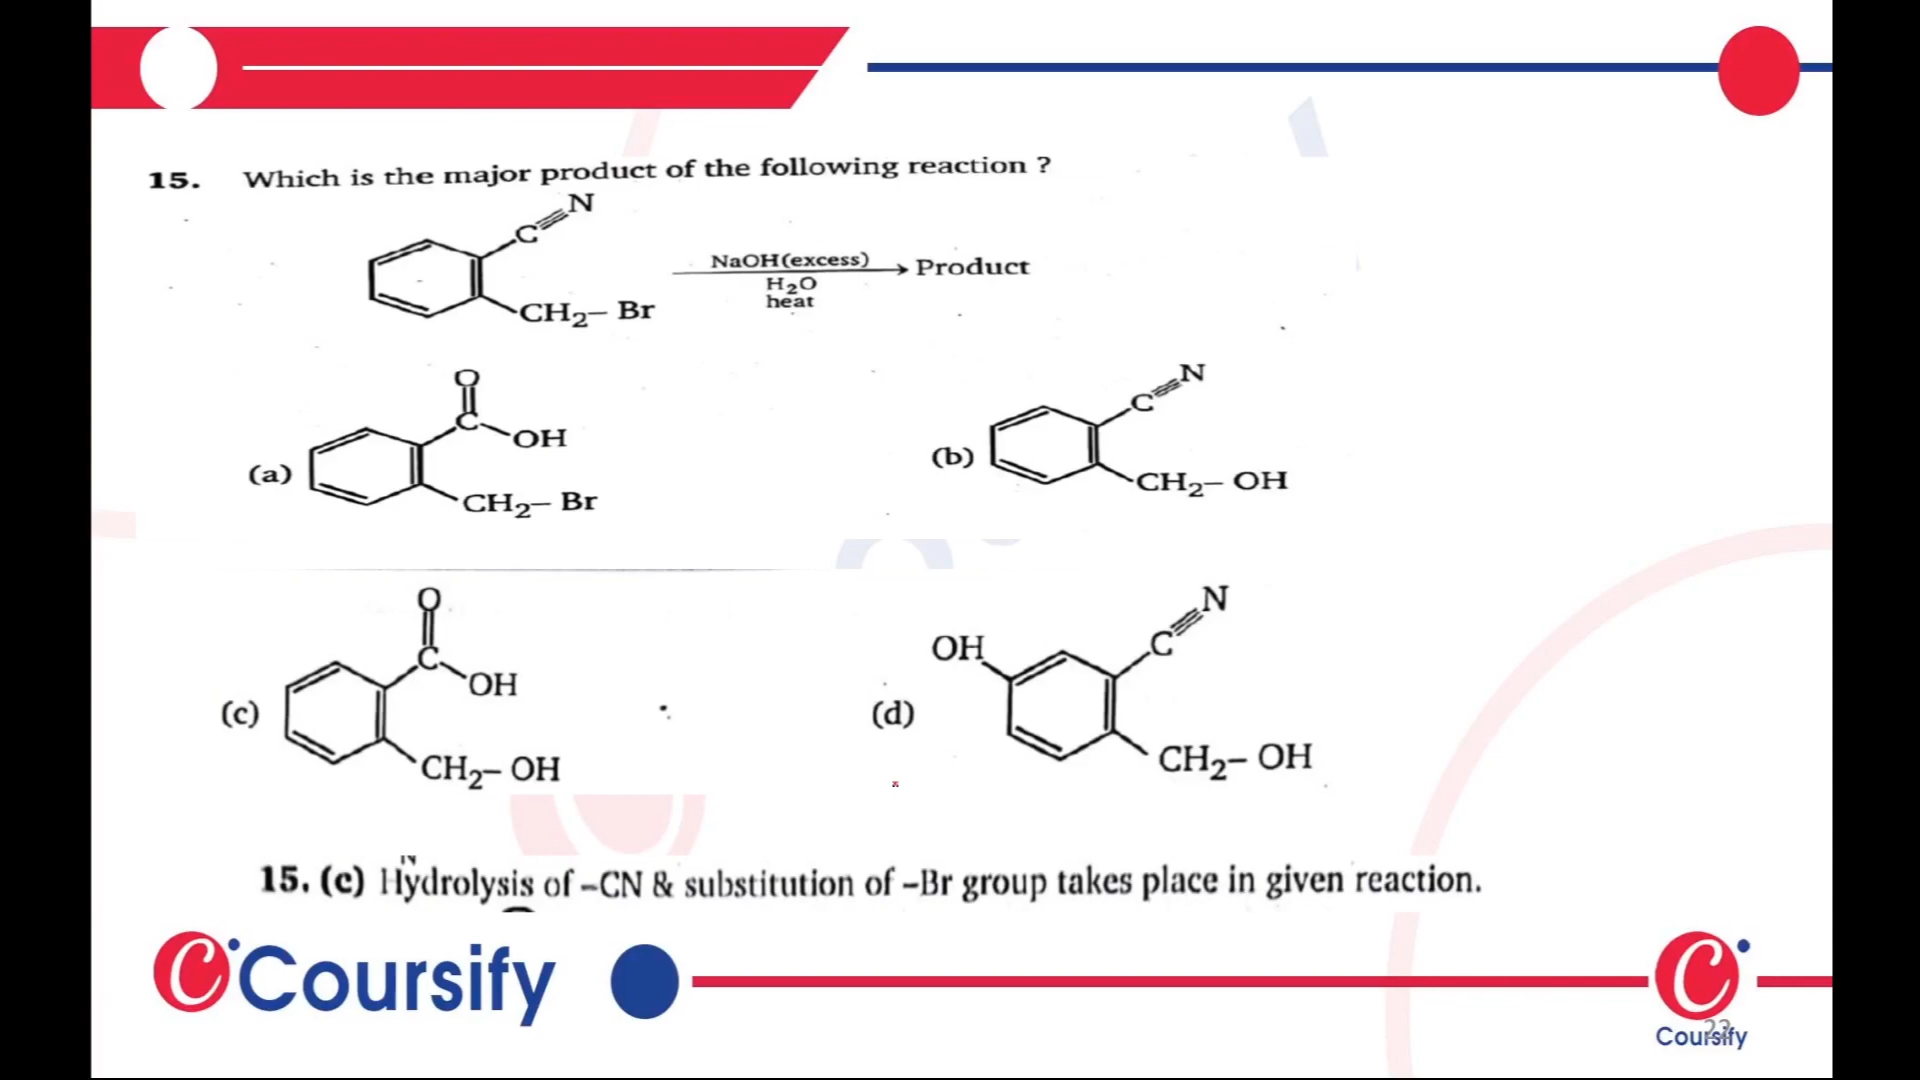 15. Which is the major product of the following reaction ?
C≡N
CH₂– Br
NaOH(excess)
H₂O
heat
Product
(a)
O
C
OH
CH₂– Br
(b)
C≡N
CH₂– OH
(c)
O
C
OH
CH₂– OH
(d)
OH
C≡N
CH₂– OH
15. (c) Hydrolysis of –CN & substitution of –Br group takes place in given reaction.
Coursify
Coursify